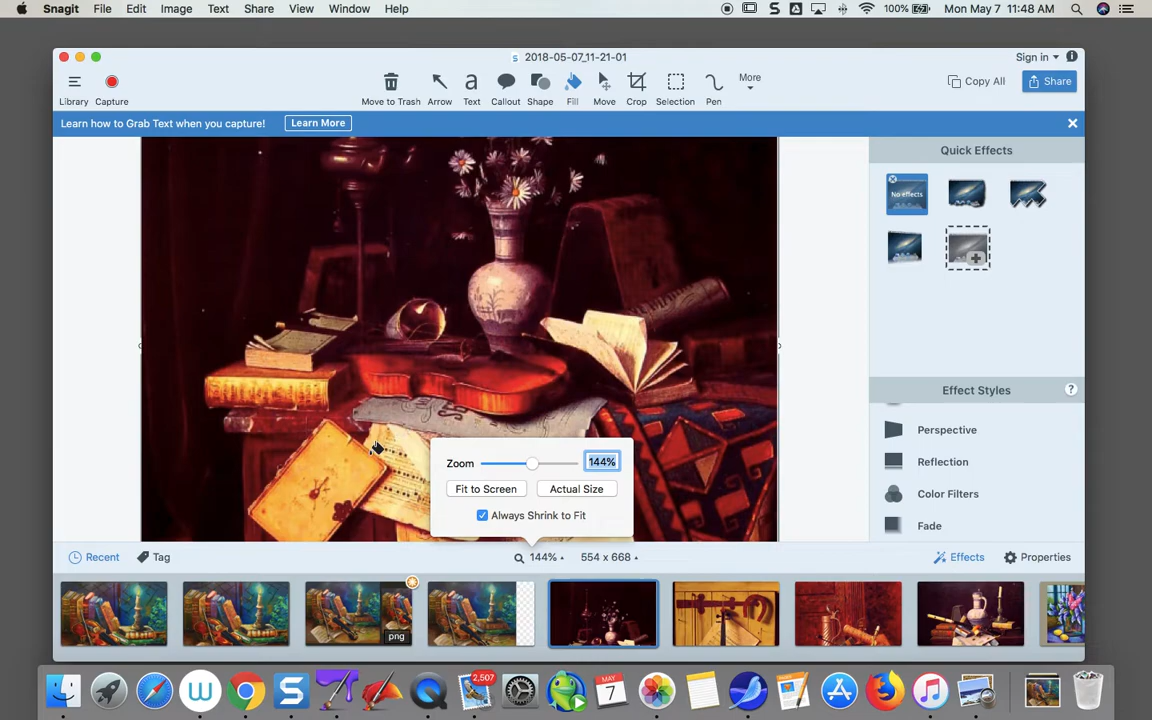 Snagit File Edit Image Text Share View Window Help 100% Mon May 7 11:48 AM
2018-05-07_11-21-01 Sign in
Library Capture Move to Trash Arrow Text Callout Shape Fill Move Crop Selection Pen More Copy All Share
Learn how to Grab Text when you capture! Learn More
Quick Effects
No effects
Effect Styles ?
Perspective
Reflection
Color Filters
Fade
Zoom 144%
Fit to Screen Actual Size
Always Shrink to Fit
Recent Tag 144% 554 x 668 Effects Properties
png
2,507
MAY
7